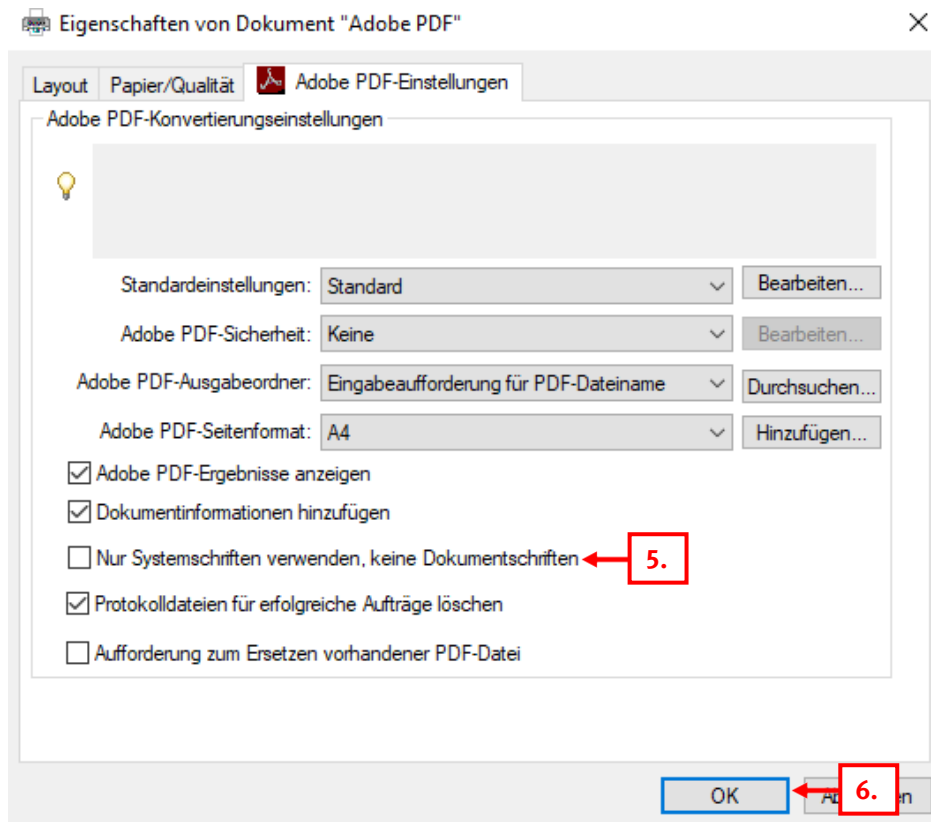 Eigenschaften von Dokument "Adobe PDF"
Layout Papier/Qualität Adobe PDF-Einstellungen
Adobe PDF-Konvertierungseinstellungen
Standardeinstellungen: Standard Bearbeiten...
Adobe PDF-Sicherheit: Keine Bearbeiten...
Adobe PDF-Ausgabeordner: Eingabeaufforderung für PDF-Dateiname Durchsuchen...
Adobe PDF-Seitenformat: A4 Hinzufügen...
Adobe PDF-Ergebnisse anzeigen
Dokumentinformationen hinzufügen
Nur Systemschriften verwenden, keine Dokumentschriften 5.
Protokolldateien für erfolgreiche Aufträge löschen
Aufforderung zum Ersetzen vorhandener PDF-Datei
OK 6.